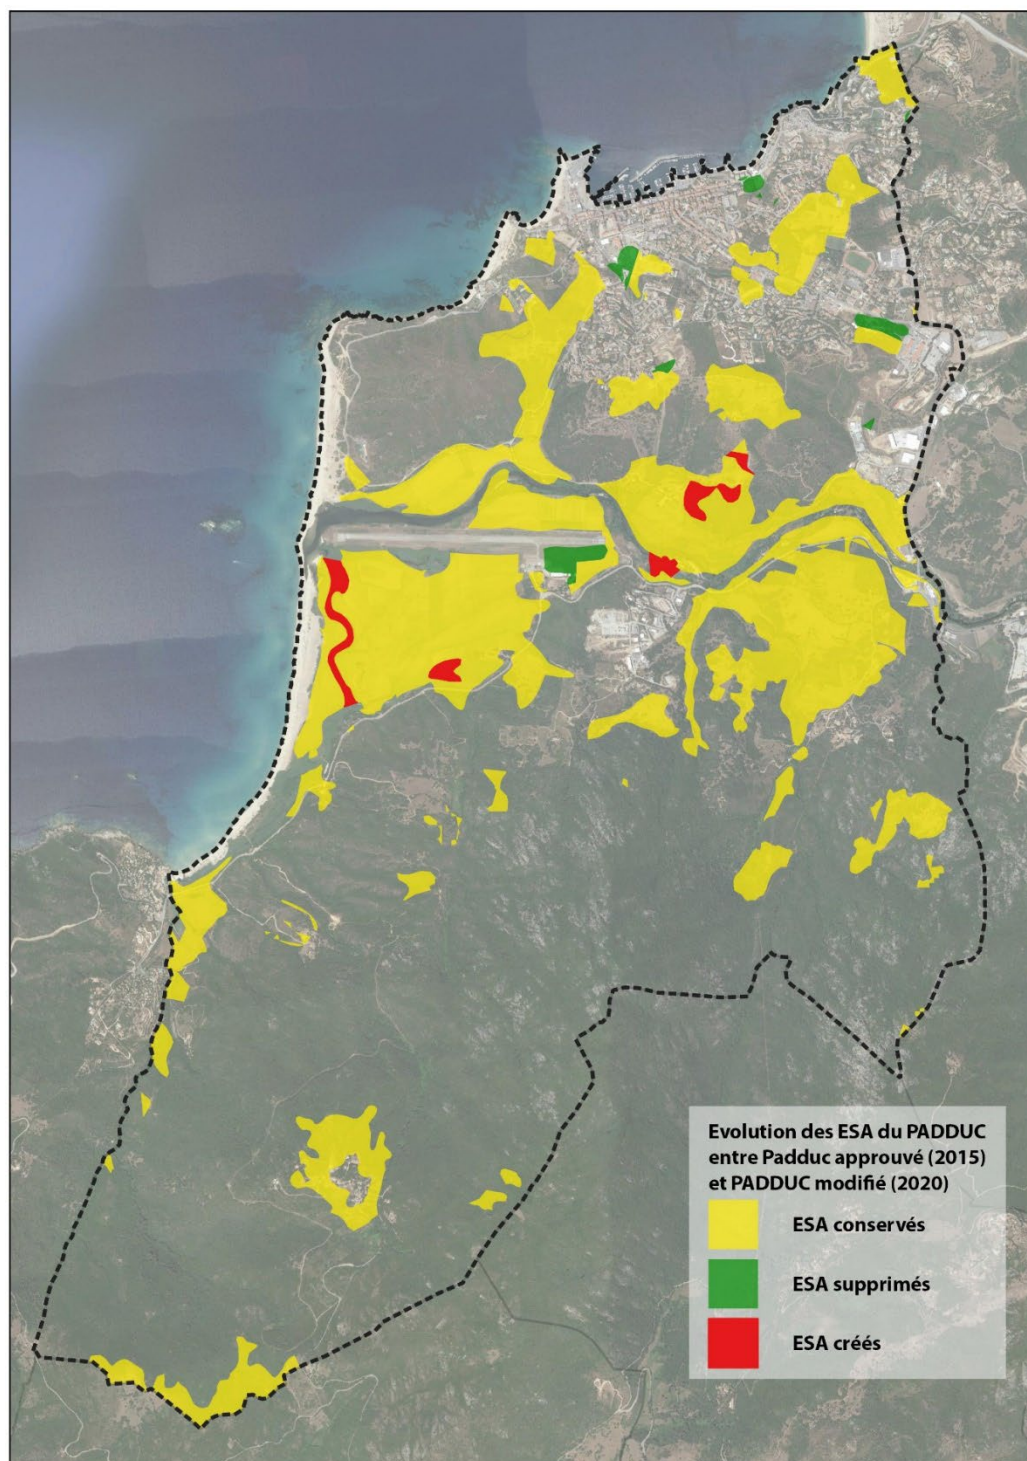 Evolution des ESA du PADDUC
entre Padduc approuvé (2015)
et PADDUC modifié (2020)
ESA conservés
ESA supprimés
ESA créés